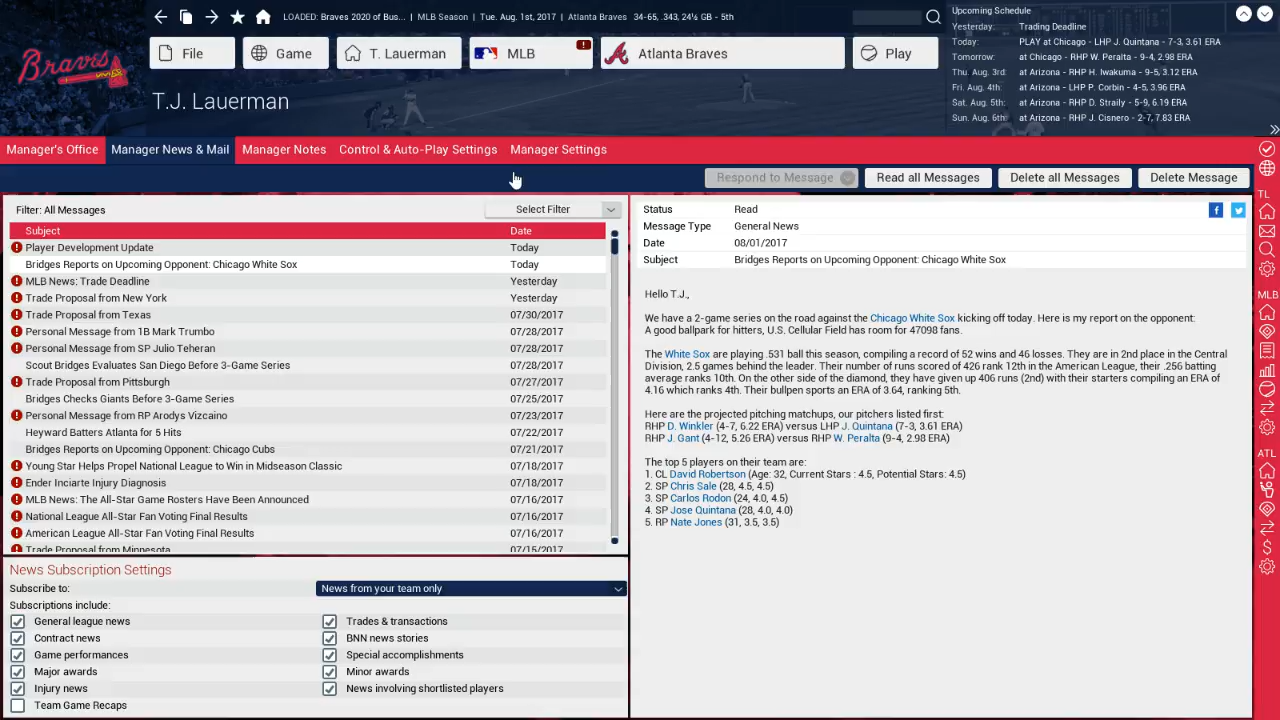 LOADED: Braves 2020 of Bus... | MLB Season | Tue. Aug. 1st, 2017 | Atlanta Braves 34-65, .343, 24½ GB - 5th
Braves
File
Game
T. Lauerman
MLB
Atlanta Braves
Play
T.J. Lauerman
Upcoming Schedule
Yesterday: Trading Deadline
Today: PLAY at Chicago - LHP J. Quintana - 7-3, 3.61 ERA
Tomorrow: at Chicago - RHP W. Peralta - 9-4, 2.98 ERA
Thu. Aug. 3rd: at Arizona - RHP H. Iwakuma - 9-5, 3.12 ERA
Fri. Aug. 4th: at Arizona - LHP P. Corbin - 4-5, 3.96 ERA
Sat. Aug. 5th: at Arizona - RHP D. Straily - 5-9, 6.19 ERA
Sun. Aug. 6th: at Arizona - RHP J. Cisnero - 2-7, 7.83 ERA
Manager's Office Manager News & Mail Manager Notes Control & Auto-Play Settings Manager Settings
Respond to Message Read all Messages Delete all Messages Delete Message
Filter: All Messages Select Filter
Subject Date
Player Development Update Today
Bridges Reports on Upcoming Opponent: Chicago White Sox Today
MLB News: Trade Deadline Yesterday
Trade Proposal from New York Yesterday
Trade Proposal from Texas 07/30/2017
Personal Message from 1B Mark Trumbo 07/28/2017
Personal Message from SP Julio Teheran 07/28/2017
Scout Bridges Evaluates San Diego Before 3-Game Series 07/28/2017
Trade Proposal from Pittsburgh 07/27/2017
Bridges Checks Giants Before 3-Game Series 07/25/2017
Personal Message from RP Arodys Vizcaino 07/23/2017
Heyward Batters Atlanta for 5 Hits 07/22/2017
Bridges Reports on Upcoming Opponent: Chicago Cubs 07/21/2017
Young Star Helps Propel National League to Win in Midseason Classic 07/18/2017
Ender Inciarte Injury Diagnosis 07/18/2017
MLB News: The All-Star Game Rosters Have Been Announced 07/16/2017
National League All-Star Fan Voting Final Results 07/16/2017
American League All-Star Fan Voting Final Results 07/16/2017
Trade Proposal from Minnesota 07/15/2017
News Subscription Settings
Subscribe to: News from your team only
Subscriptions include:
General league news Trades & transactions
Contract news BNN news stories
Game performances Special accomplishments
Major awards Minor awards
Injury news News involving shortlisted players
Team Game Recaps
Status Read
Message Type General News
Date 08/01/2017
Subject Bridges Reports on Upcoming Opponent: Chicago White Sox
Hello T.J.,
We have a 2-game series on the road against the Chicago White Sox kicking off today. Here is my report on the opponent:
A good ballpark for hitters, U.S. Cellular Field has room for 47098 fans.
The White Sox are playing .531 ball this season, compiling a record of 52 wins and 46 losses. They are in 2nd place in the Central
Division, 2.5 games behind the leader. Their number of runs scored of 426 rank 12th in the American League, their .256 batting
average ranks 10th. On the other side of the diamond, they have given up 406 runs (2nd) with their starters compiling an ERA of
4.16 which ranks 4th. Their bullpen sports an ERA of 3.64, ranking 5th.
Here are the projected pitching matchups, our pitchers listed first:
RHP D. Winkler (4-7, 6.22 ERA) versus LHP J. Quintana (7-3, 3.61 ERA)
RHP J. Gant (4-12, 5.26 ERA) versus RHP W. Peralta (9-4, 2.98 ERA)
The top 5 players on their team are:
1. CL David Robertson (Age: 32, Current Stars : 4.5, Potential Stars: 4.5)
2. SP Chris Sale (28, 4.5, 4.5)
3. SP Carlos Rodon (24, 4.0, 4.5)
4. SP Jose Quintana (28, 4.0, 4.0)
5. RP Nate Jones (31, 3.5, 3.5)
TL
MLB
ATL